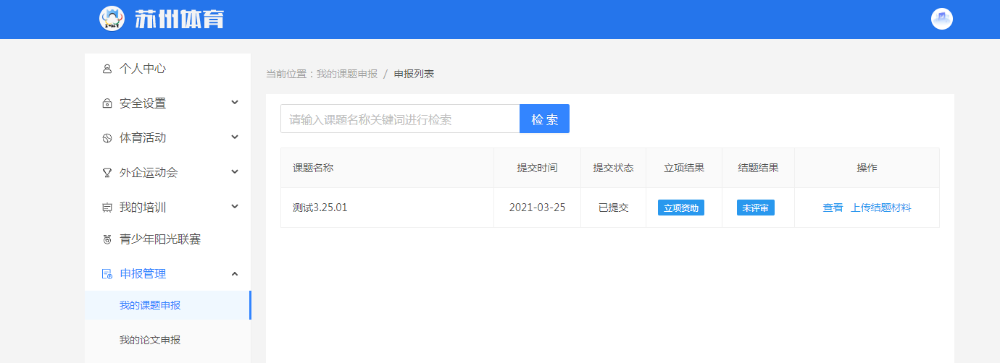 苏州体育
个人中心
安全设置
体育活动
外企运动会
我的培训
青少年阳光联赛
申报管理
我的课题申报
我的论文申报
当前位置：我的课题申报 / 申报列表
请输入课题名称关键词进行检索 检 索
课题名称 提交时间 提交状态 立项结果 结题结果 操作
测试3.25.01 2021-03-25 已提交 立项资助 未评审 查看 上传结题材料